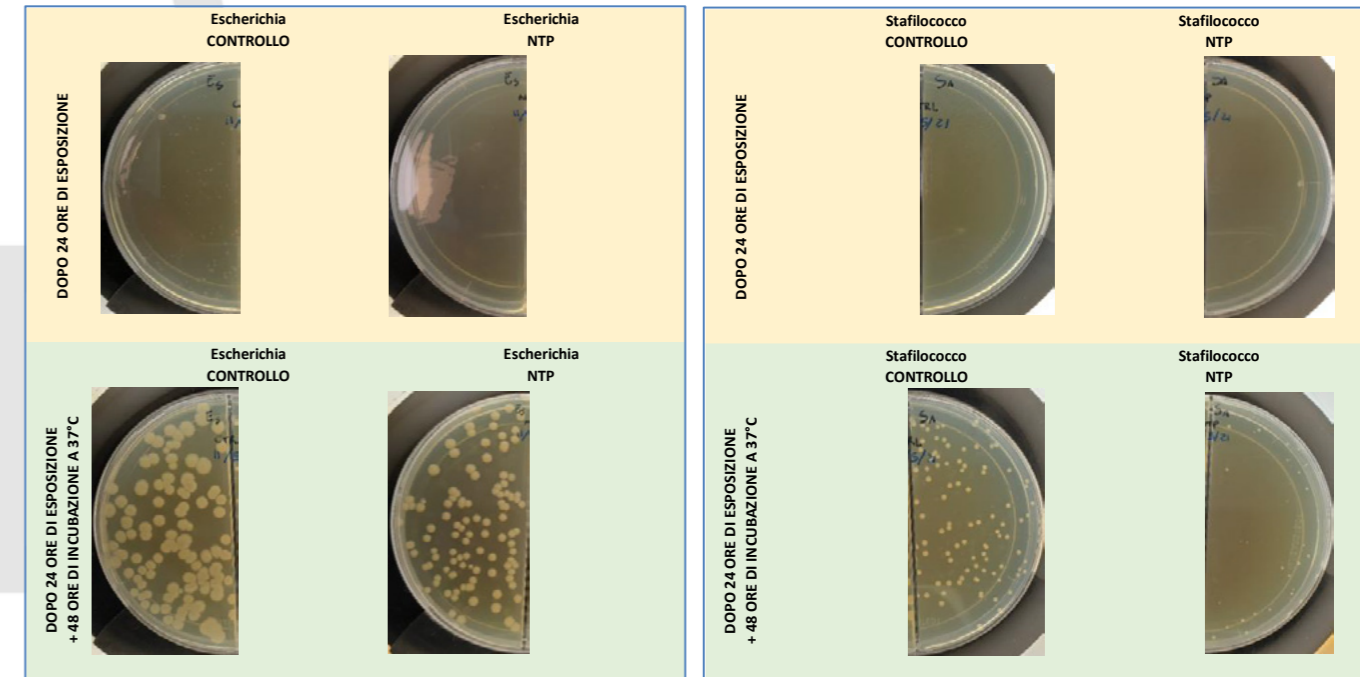 Escherichia
CONTROLLO
Escherichia
NTP
DOPO 24 ORE DI ESPOSIZIONE
Escherichia
CONTROLLO
Escherichia
NTP
DOPO 24 ORE DI ESPOSIZIONE
+ 48 ORE DI INCUBAZIONE A 37°C
Stafilococco
CONTROLLO
Stafilococco
NTP
DOPO 24 ORE DI ESPOSIZIONE
SA
Stafilococco
CONTROLLO
Stafilococco
NTP
DOPO 24 ORE DI ESPOSIZIONE
+ 48 ORE DI INCUBAZIONE A 37°C
SA